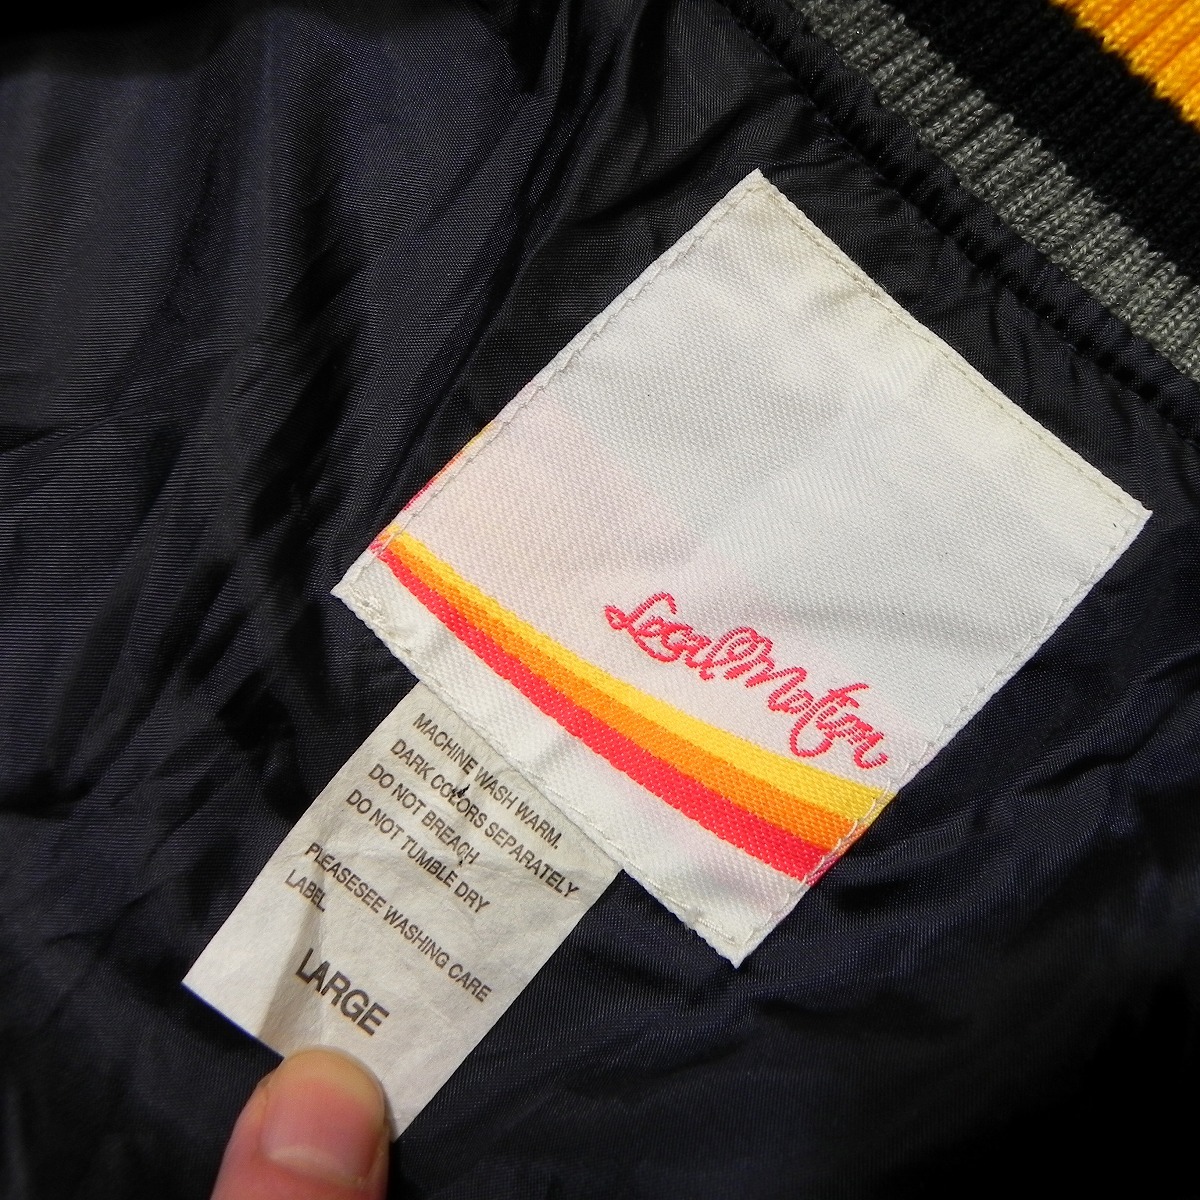 Legal Motion
MACHINE WASH WARM.
DARK COLORS SEPARATELY
DO NOT BREACH
DO NOT TUMBLE DRY
PLEASESEE WASHING CARE
LABEL
LARGE